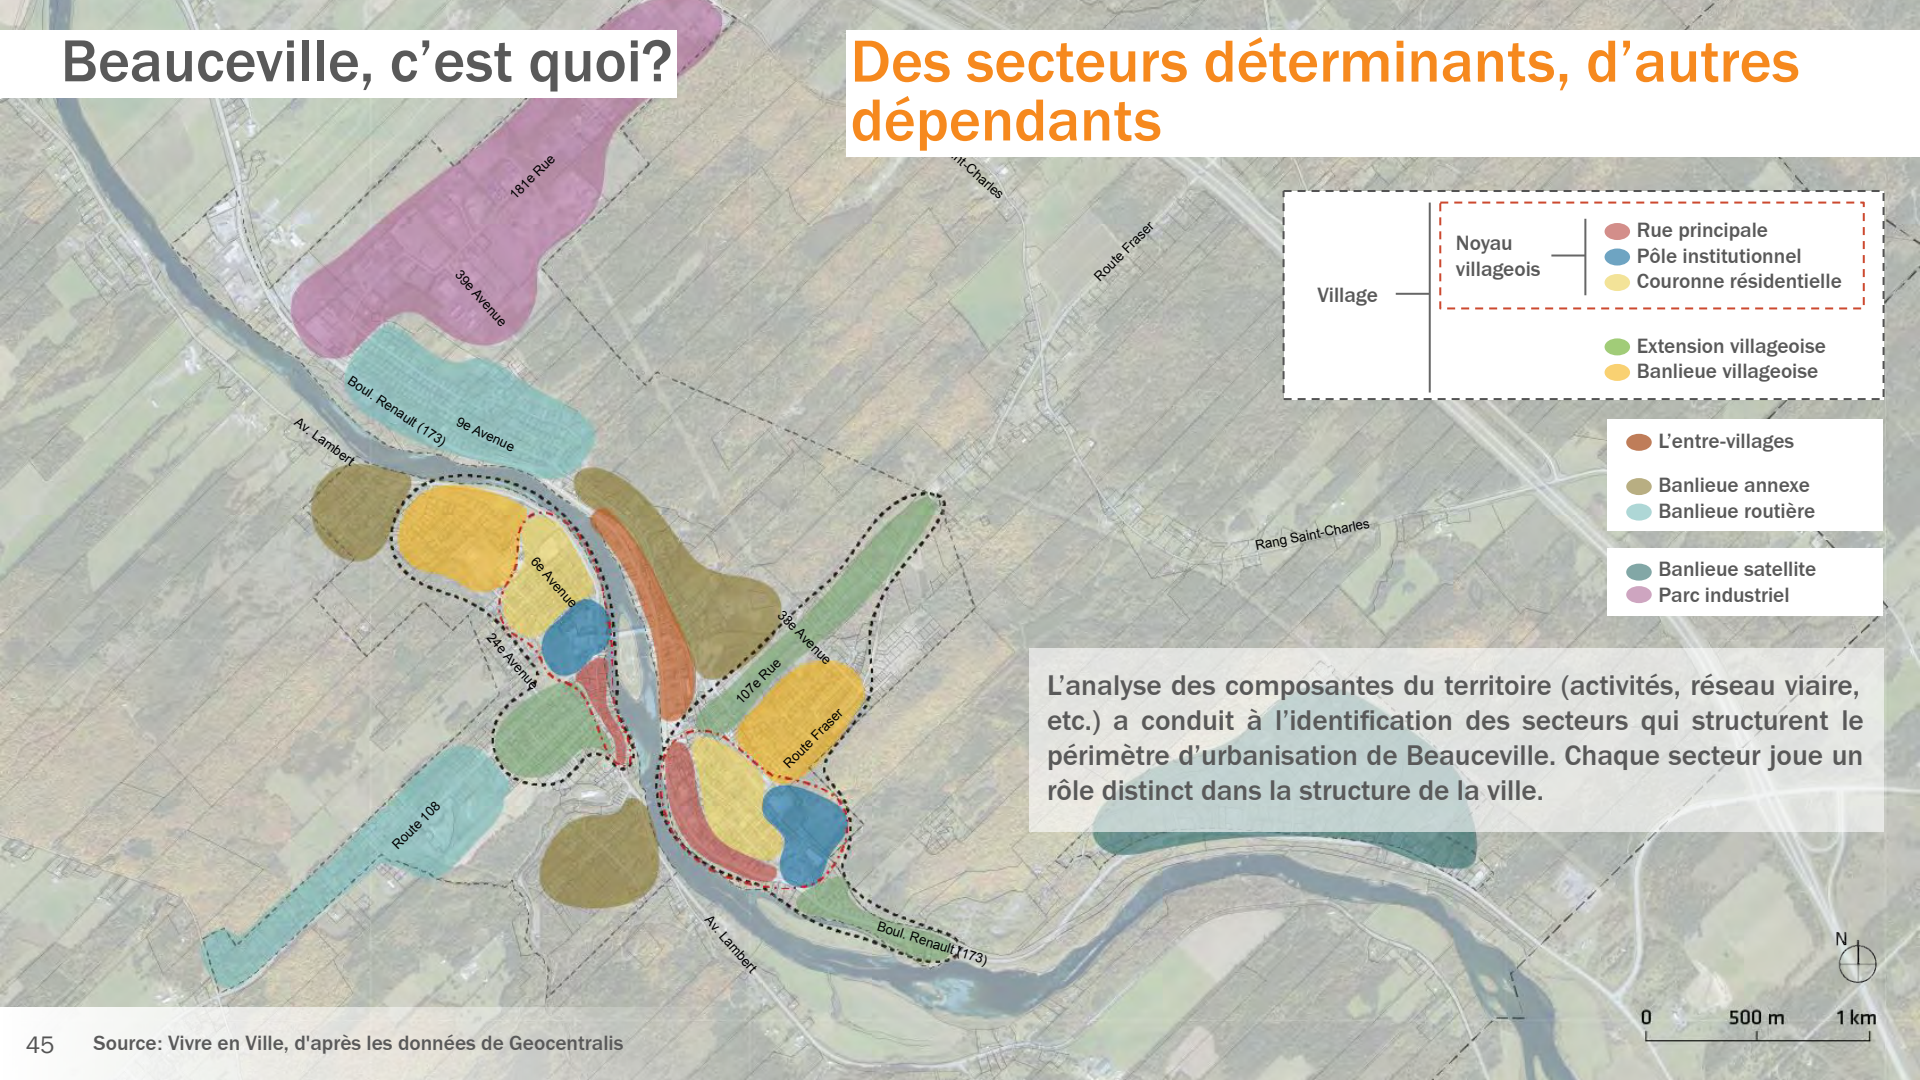 Beauceville, c’est quoi?
Des secteurs déterminants, d’autres
dépendants
Noyau
villageois
Village
Rue principale
Pôle institutionnel
Couronne résidentielle
Extension villageoise
Banlieue villageoise
L’entre-villages
Banlieue annexe
Banlieue routière
Banlieue satellite
Parc industriel
181e Rue
39e Avenue
Route Fraser
Boul. Renault (173)
9e Avenue
Av. Lambert
Rang Saint-Charles
6e Avenue
24e Avenue
38e Avenue
107e Rue
Route Fraser
Route 108
Av. Lambert
Boul. Renault (173)
L’analyse des composantes du territoire (activités, réseau viaire,
etc.) a conduit à l’identification des secteurs qui structurent le
périmètre d’urbanisation de Beauceville. Chaque secteur joue un
rôle distinct dans la structure de la ville.
N
0 500 m 1 km
45 Source: Vivre en Ville, d'après les données de Geocentralis